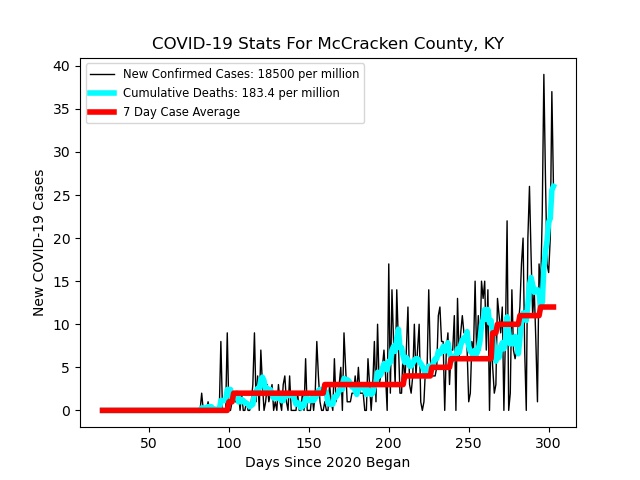 COVID-19 Stats For McCracken County, KY
New Confirmed Cases: 18500 per million
Cumulative Deaths: 183.4 per million
7 Day Case Average
40
35
30
25
20
15
10
5
0
New COVID-19 Cases
50 100 150 200 250 300
Days Since 2020 Began